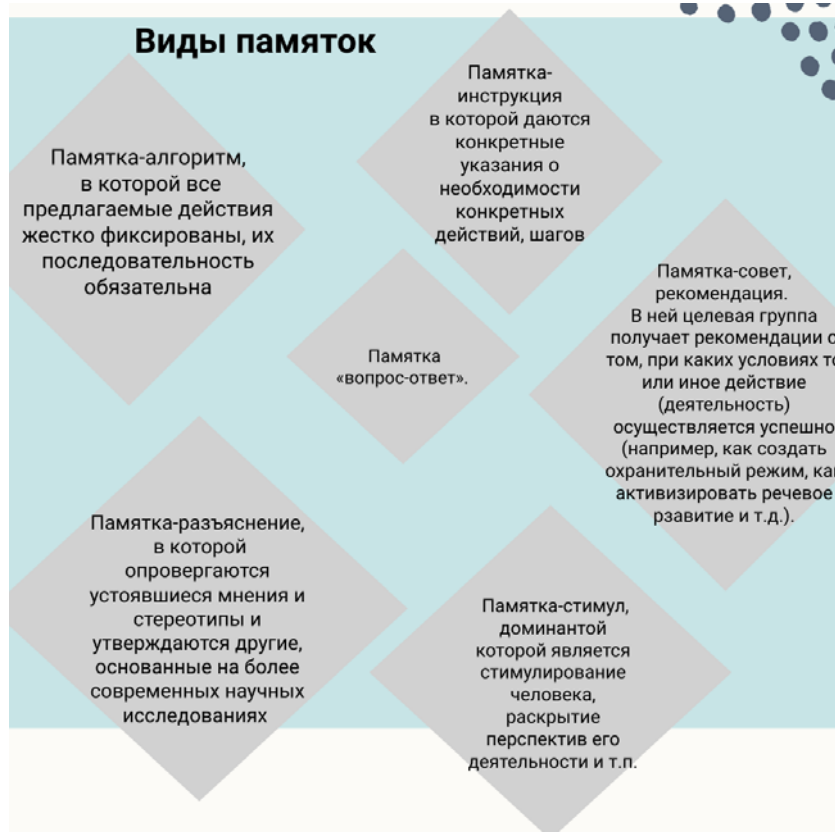 Виды памяток
Памятка-алгоритм,
в которой все
предлагаемые действия
жестко фиксированы, их
последовательность
обязательна
Памятка-
инструкция
в которой даются
конкретные
указания о
необходимости
конкретных
действий, шагов
Памятка
«вопрос-ответ».
Памятка-совет,
рекомендация.
В ней целевая группа
получает рекомендации о
том, при каких условиях то
или иное действие
(деятельность)
осуществляется успешно
(например, как создать
охранительный режим, как
активизировать речевое
рзавитие и т.д.).
Памятка-разъяснение,
в которой
опровергаются
устоявшиеся мнения и
стереотипы и
утверждаются другие,
основанные на более
современных научных
исследованиях
Памятка-стимул,
доминантой
которой является
стимулирование
человека,
раскрытие
перспектив его
деятельности и т.п.